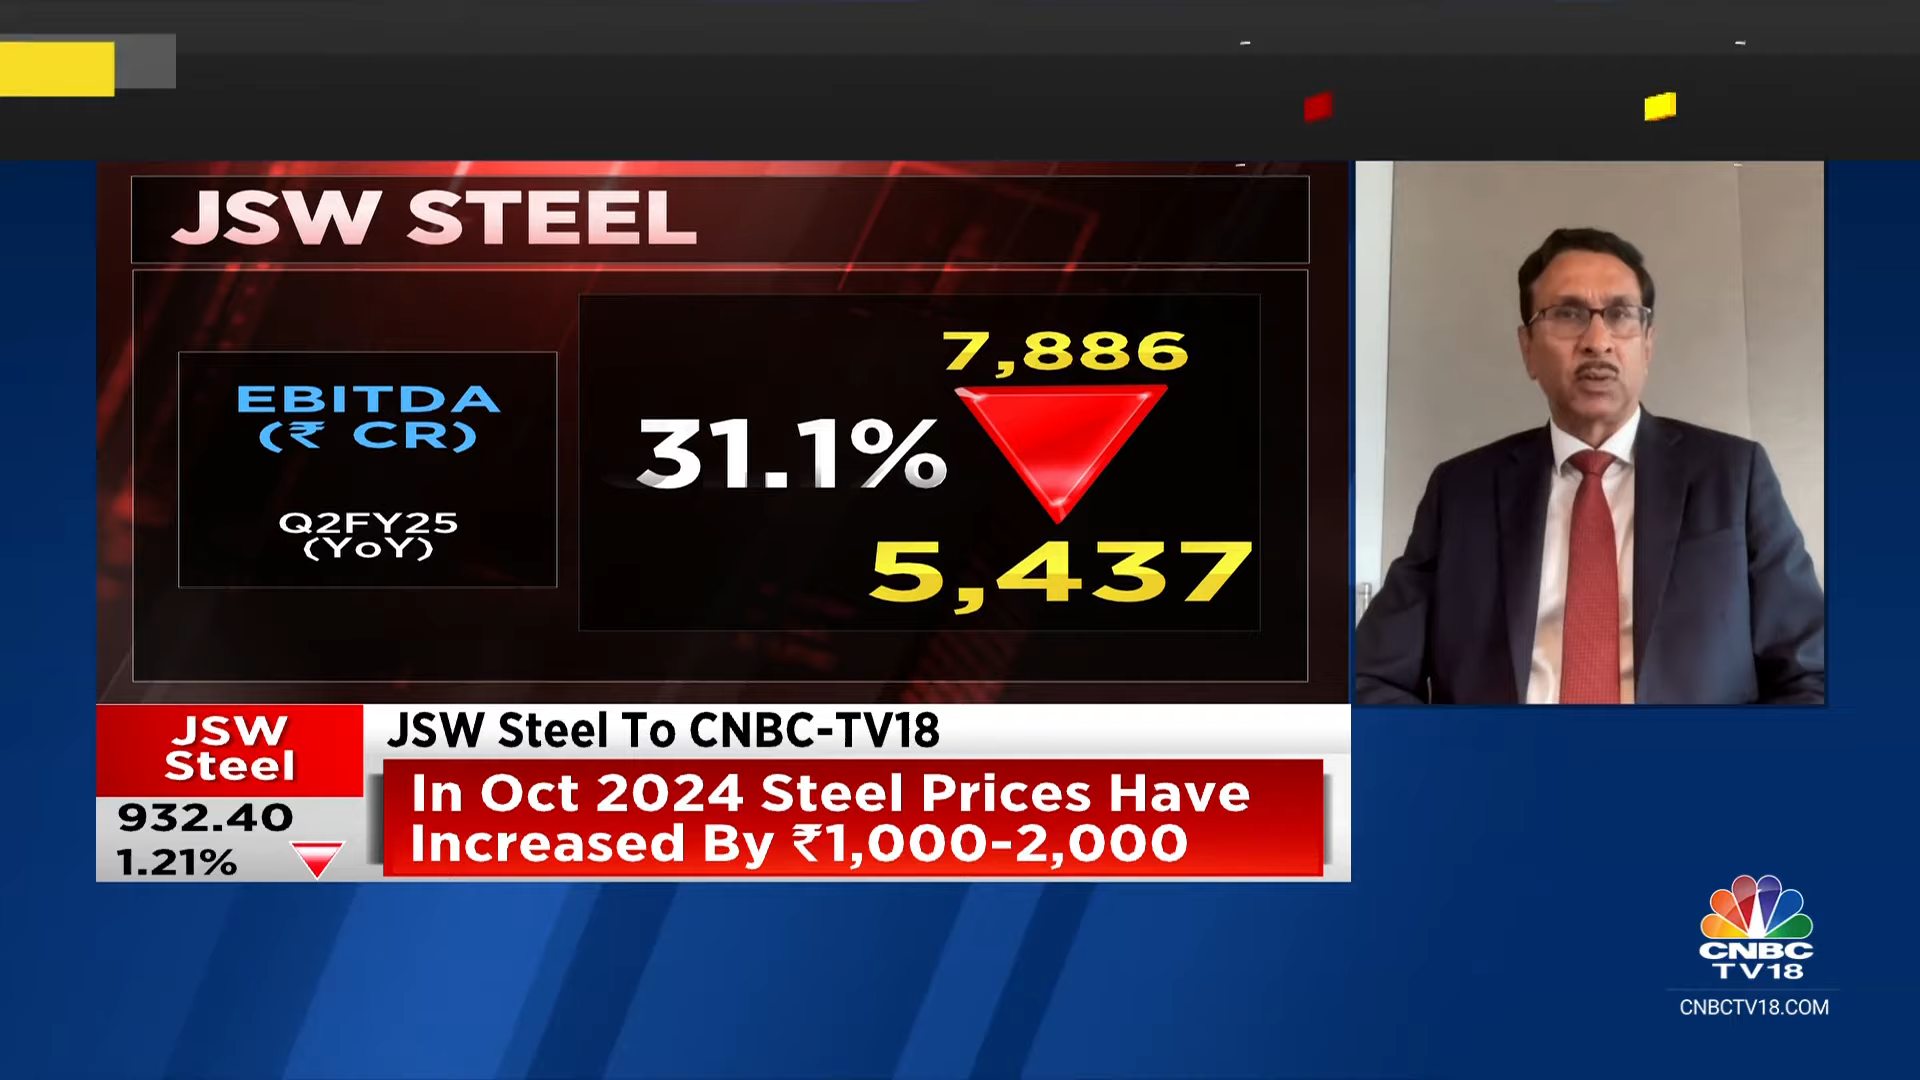 JSW STEEL
EBITDA
(₹ CR)
Q2FY25
(YoY)
7,886
31.1%
5,437
JSW
Steel
932.40
1.21%
JSW Steel To CNBC-TV18
In Oct 2024 Steel Prices Have
Increased By ₹1,000-2,000
CNBC
TV18
CNBCTV18.COM